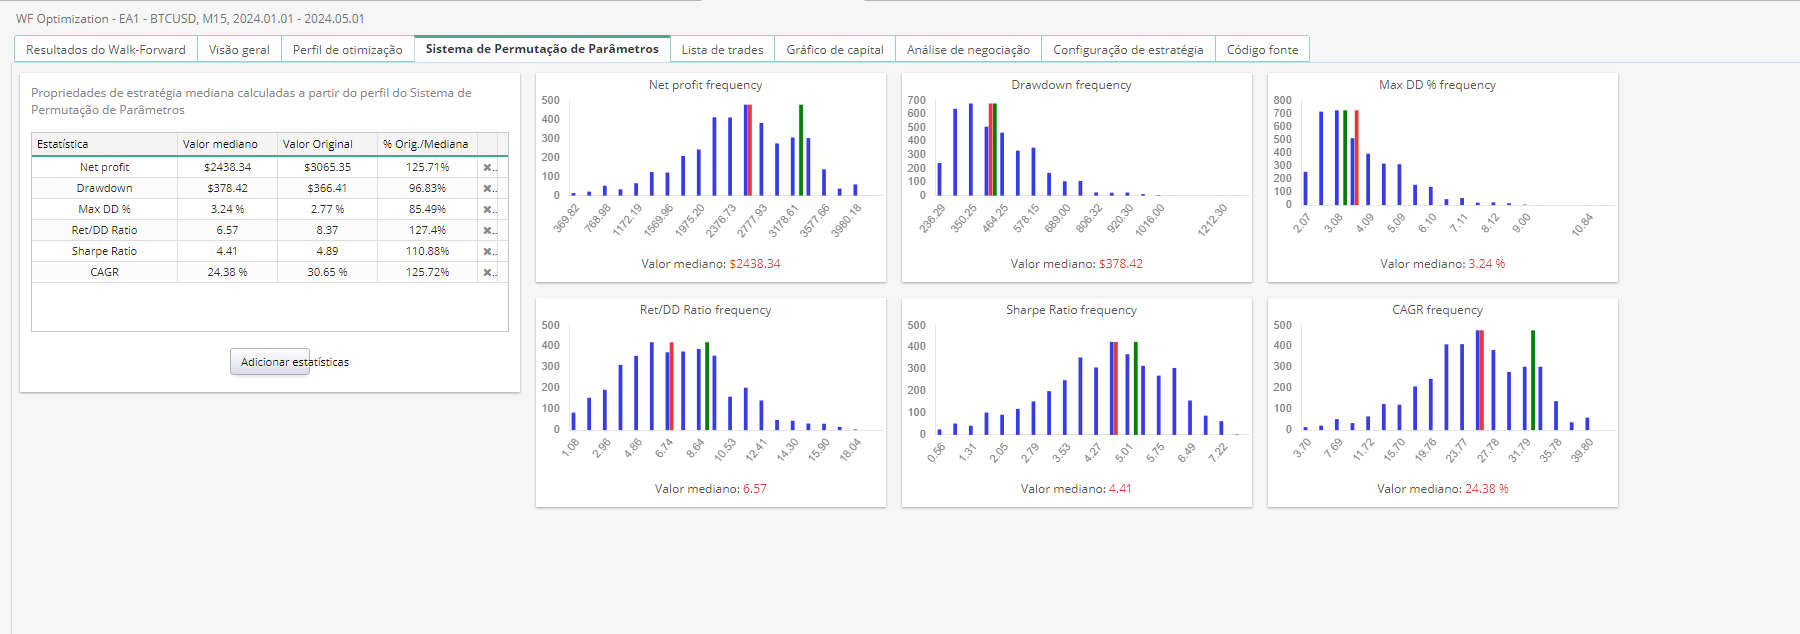 WF Optimization - EA1 - BTCUSD, M15, 2024.01.01 - 2024.05.01
Resultados do Walk-Forward
Visão geral
Perfil de otimização
Sistema de Permutação de Parâmetros
Lista de trades
Gráfico de capital
Análise de negociação
Configuração de estratégia
Código fonte
Propriedades de estratégia mediana calculadas a partir do perfil do Sistema de
Permutação de Parâmetros
Estatística Valor mediano Valor Original % Orig./Mediana
Net profit $2438.34 $3065.35 125.71%
Drawdown $378.42 $366.41 96.83%
Max DD % 3.24 % 2.77 % 85.49%
Ret/DD Ratio 6.57 8.37 127.4%
Sharpe Ratio 4.41 4.89 110.88%
CAGR 24.38 % 30.65 % 125.72%
Adicionar estatísticas
Net profit frequency
500
400
300
200
100
0
369.82 768.98 1172.19 1569.96 1975.20 2376.73 2777.93 3178.61 3577.66 3980.18
Valor mediano: $2438.34
Drawdown frequency
700
600
500
400
300
200
100
0
236.29 350.25 464.25 578.15 689.00 806.32 920.30 1016.00 1212.30
Valor mediano: $378.42
Max DD % frequency
800
700
600
500
400
300
200
100
0
2.07 3.08 4.09 5.09 6.10 7.11 8.12 9.00 10.84
Valor mediano: 3.24 %
Ret/DD Ratio frequency
500
400
300
200
100
0
1.08 2.96 4.86 6.74 8.64 10.53 12.41 14.30 15.90 18.04
Valor mediano: 6.57
Sharpe Ratio frequency
500
400
300
200
100
0
0.56 1.31 2.05 2.79 3.53 4.27 5.01 5.75 6.49 7.22
Valor mediano: 4.41
CAGR frequency
500
400
300
200
100
0
3.70 7.69 11.72 15.70 19.76 23.77 27.78 31.79 35.78 39.80
Valor mediano: 24.38 %